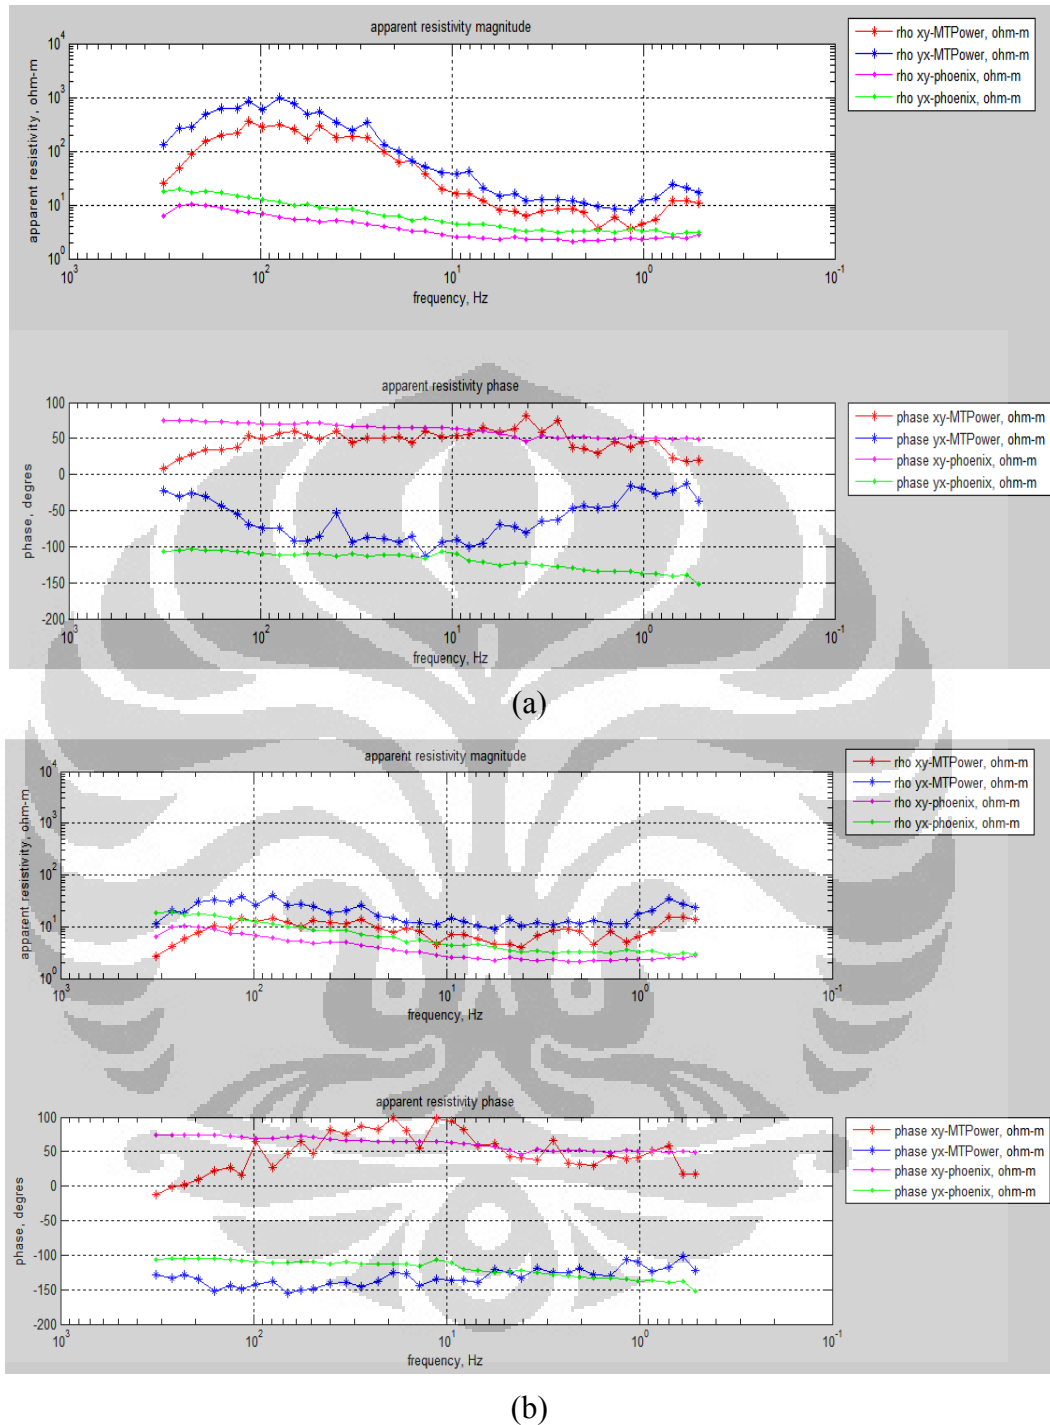 apparent resistivity magnitude
rho xy-MTPower, ohm-m
rho yx-MTPower, ohm-m
rho xy-phoenix, ohm-m
rho yx-phoenix, ohm-m
apparent resistivity, ohm-m
10^4
10^3
10^2
10^1
10^0
10^3 10^2 10^1 10^0 10^-1
frequency, Hz
apparent resistivity phase
phase xy-MTPower, ohm-m
phase yx-MTPower, ohm-m
phase xy-phoenix, ohm-m
phase yx-phoenix, ohm-m
phase, degres
100
50
0
-50
-100
-150
-200
10^3 10^2 10^1 10^0 10^-1
frequency, Hz
(a)
apparent resistivity magnitude
rho xy-MTPower, ohm-m
rho yx-MTPower, ohm-m
rho xy-phoenix, ohm-m
rho yx-phoenix, ohm-m
apparent resistivity, ohm-m
10^4
10^3
10^2
10^1
10^0
10^3 10^2 10^1 10^0 10^-1
frequency, Hz
apparent resistivity phase
phase xy-MTPower, ohm-m
phase yx-MTPower, ohm-m
phase xy-phoenix, ohm-m
phase yx-phoenix, ohm-m
phase, degres
100
50
0
-50
-100
-150
-200
10^3 10^2 10^1 10^0 10^-1
frequency, Hz
(b)